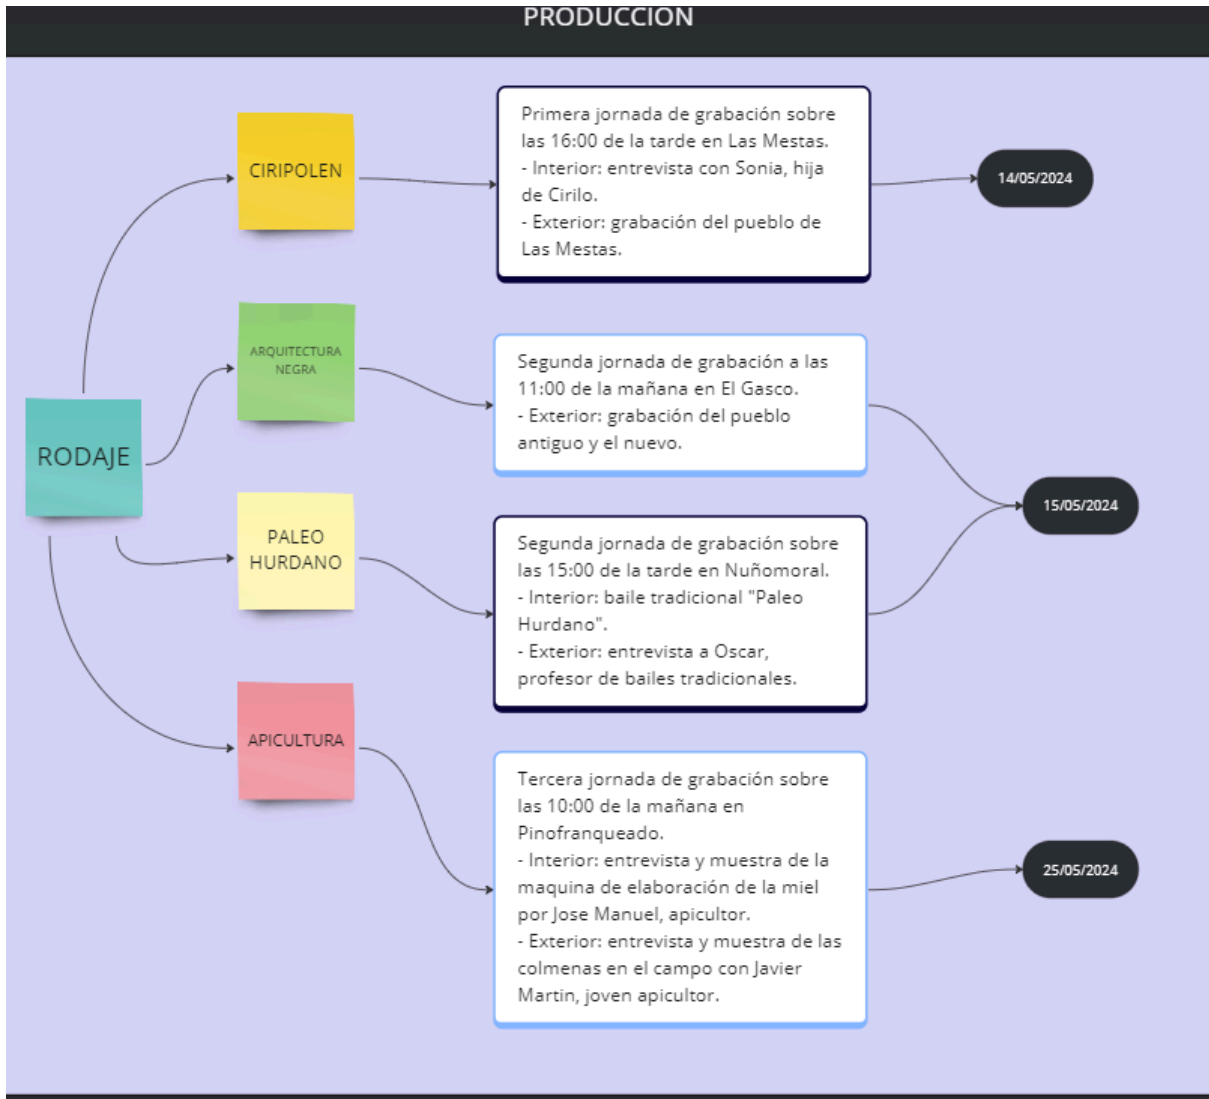 PRODUCCION
CIRIPOLEN
Primera jornada de grabación sobre
las 16:00 de la tarde en Las Mestas.
- Interior: entrevista con Sonia, hija
de Cirilo.
- Exterior: grabación del pueblo de
Las Mestas.
14/05/2024
ARQUITECTURA
NEGRA
Segunda jornada de grabación a las
11:00 de la mañana en El Gasco.
- Exterior: grabación del pueblo
antiguo y el nuevo.
RODAJE
15/05/2024
PALEO
HURDANO
Segunda jornada de grabación sobre
las 15:00 de la tarde en Nuñomoral.
- Interior: baile tradicional "Paleo
Hurdano".
- Exterior: entrevista a Oscar,
profesor de bailes tradicionales.
APICULTURA
Tercera jornada de grabación sobre
las 10:00 de la mañana en
Pinofranqueado.
- Interior: entrevista y muestra de la
maquina de elaboración de la miel
por Jose Manuel, apicultor.
- Exterior: entrevista y muestra de las
colmenas en el campo con Javier
Martin, joven apicultor.
25/05/2024